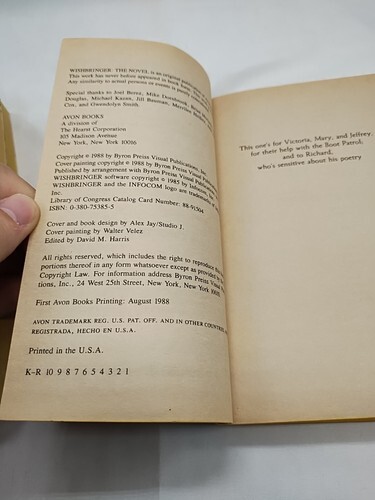 WISHBRINGER: THE NOVEL is an original publication of
This work has never before appeared in book form.
Any similarity to actual persons or events is purely
Special thanks to Joel Berez, Mike Dornbrook,
Douglas, Michael Kazan, Jill Bauman, Merrilee
Cini, and Gwendolyn Smith
AVON BOOKS
A division of
The Hearst Corporation
105 Madison Avenue
New York, New York 10016
Copyright © 1988 by Byron Preiss Visual Publications, Inc.
Cover painting copyright © 1988 by Byron Preiss Visual
Published by arrangement with Byron Preiss Visual
WISHBRINGER software copyright © 1985 by Infocom,
WISHBRINGER and the INFOCOM logo are trademarks of
Inc.
Library of Congress Catalog Card Number: 88-91504
ISBN: 0-380-75385-5
Cover and book design by Alex Jay/Studio J.
Cover painting by Walter Velez
Edited by David M. Harris
All rights reserved, which includes the right to reproduce this
portions thereof in any form whatsoever except as provided by
Copyright Law. For information address Byron Preiss Visual
tions, Inc., 24 West 25th Street, New York, New York 10010
First Avon Books Printing: August 1988
AVON TRADEMARK REG. U.S. PAT. OFF. AND IN OTHER COUNTRIES,
REGISTRADA, HECHO EN U.S.A.
Printed in the U.S.A.
K–R 10 9 8 7 6 5 4 3 2 1
This one's for Victoria, Mary, and Jeffrey,
for their help with the Boot Patrol;
and to Richard,
who's sensitive about his poetry